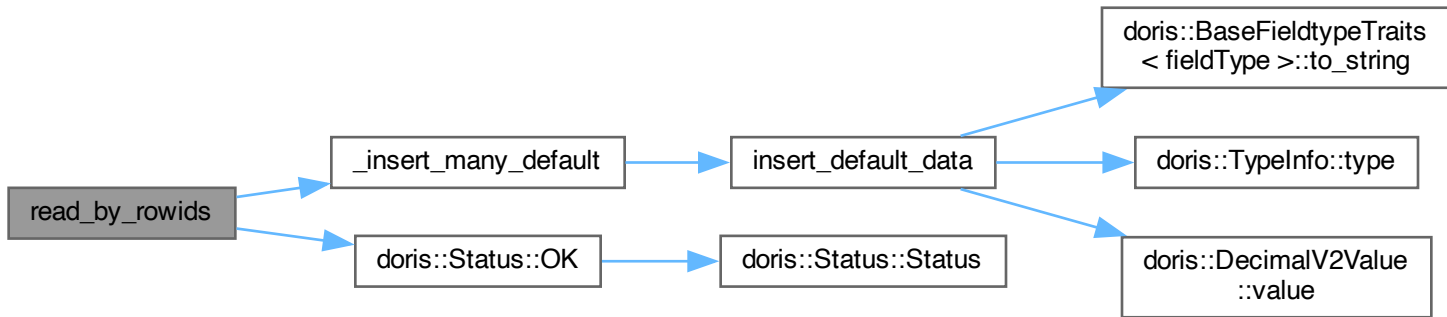 read_by_rowids
_insert_many_default
doris::Status::OK
insert_default_data
doris::Status::Status
doris::BaseFieldtypeTraits
< fieldType >::to_string
doris::TypeInfo::type
doris::DecimalV2Value
::value